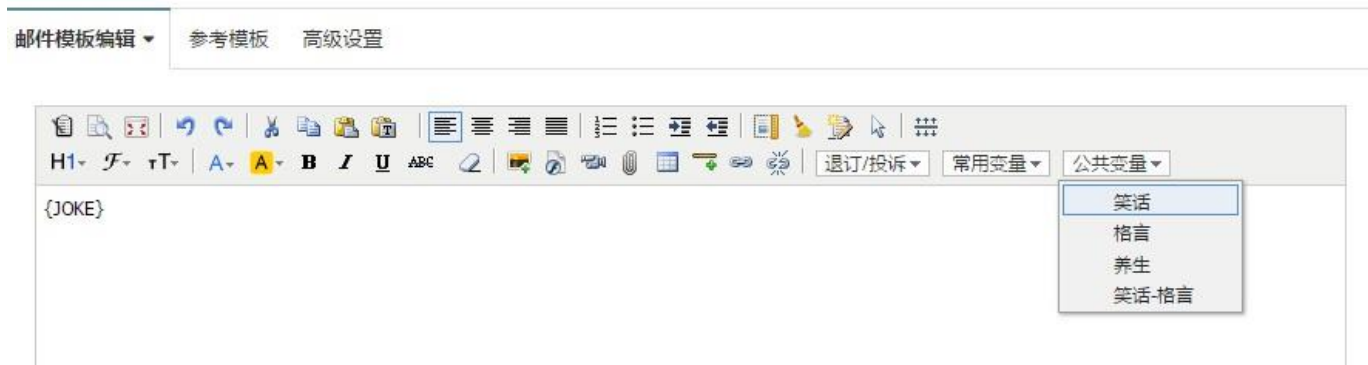 邮件模板编辑 参考模板 高级设置
H1 F TT A A B I U ABC 退订/投诉 常用变量 公共变量
{JOKE}
笑话
格言
养生
笑话-格言